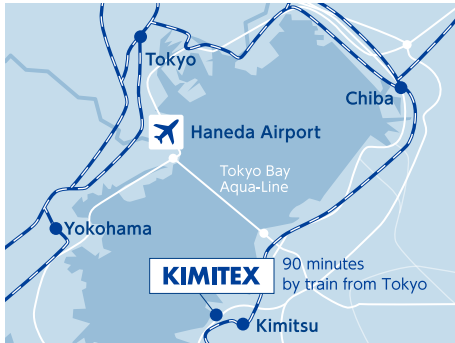 Tokyo
Chiba
Haneda Airport
Tokyo Bay
Aqua-Line
Yokohama
KIMITEX
90 minutes
by train from Tokyo
Kimitsu